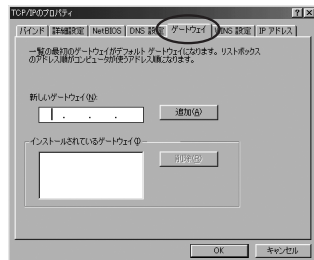 TCP/IPのプロパティ
バインド 詳細設定 NetBIOS DNS 設定 ゲートウェイ WINS 設定 IP アドレス
一覧の最初のゲートウェイがデフォルト ゲートウェイになります。リストボックス
のアドレス順がコンピュータが使うアドレス順になります。
新しいゲートウェイ(N):
追加(A)
インストールされているゲートウェイ(I)
削除(R)
OK キャンセル